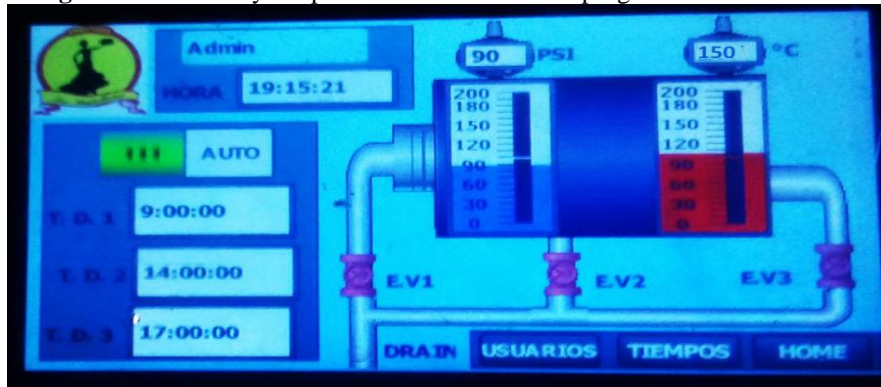 Admin
HORA 19:15:21
AUTO
T. D. 1 9:00:00
T. D. 2 14:00:00
T. D. 3 17:00:00
90 PSI
150 °C
200
180
150
120
90
60
30
0
200
180
150
120
90
60
30
0
E.V1
E.V2
E.V3
DRAIN
USUARIOS
TIEMPOS
HOME